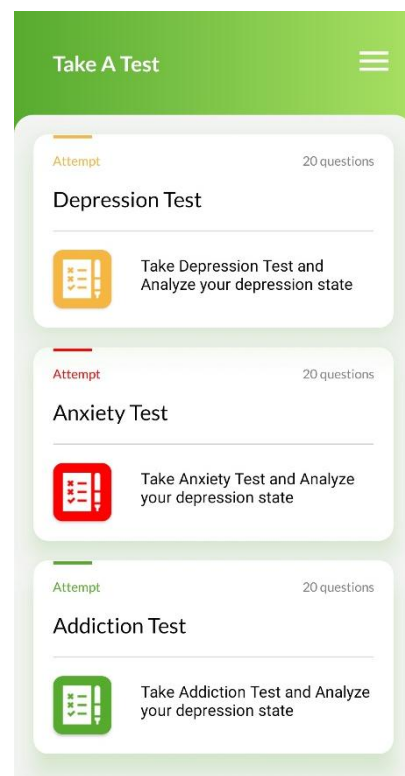 Take A Test
Attempt 20 questions
Depression Test
Take Depression Test and
Analyze your depression state
Attempt 20 questions
Anxiety Test
Take Anxiety Test and Analyze
your depression state
Attempt 20 questions
Addiction Test
Take Addiction Test and Analyze
your depression state